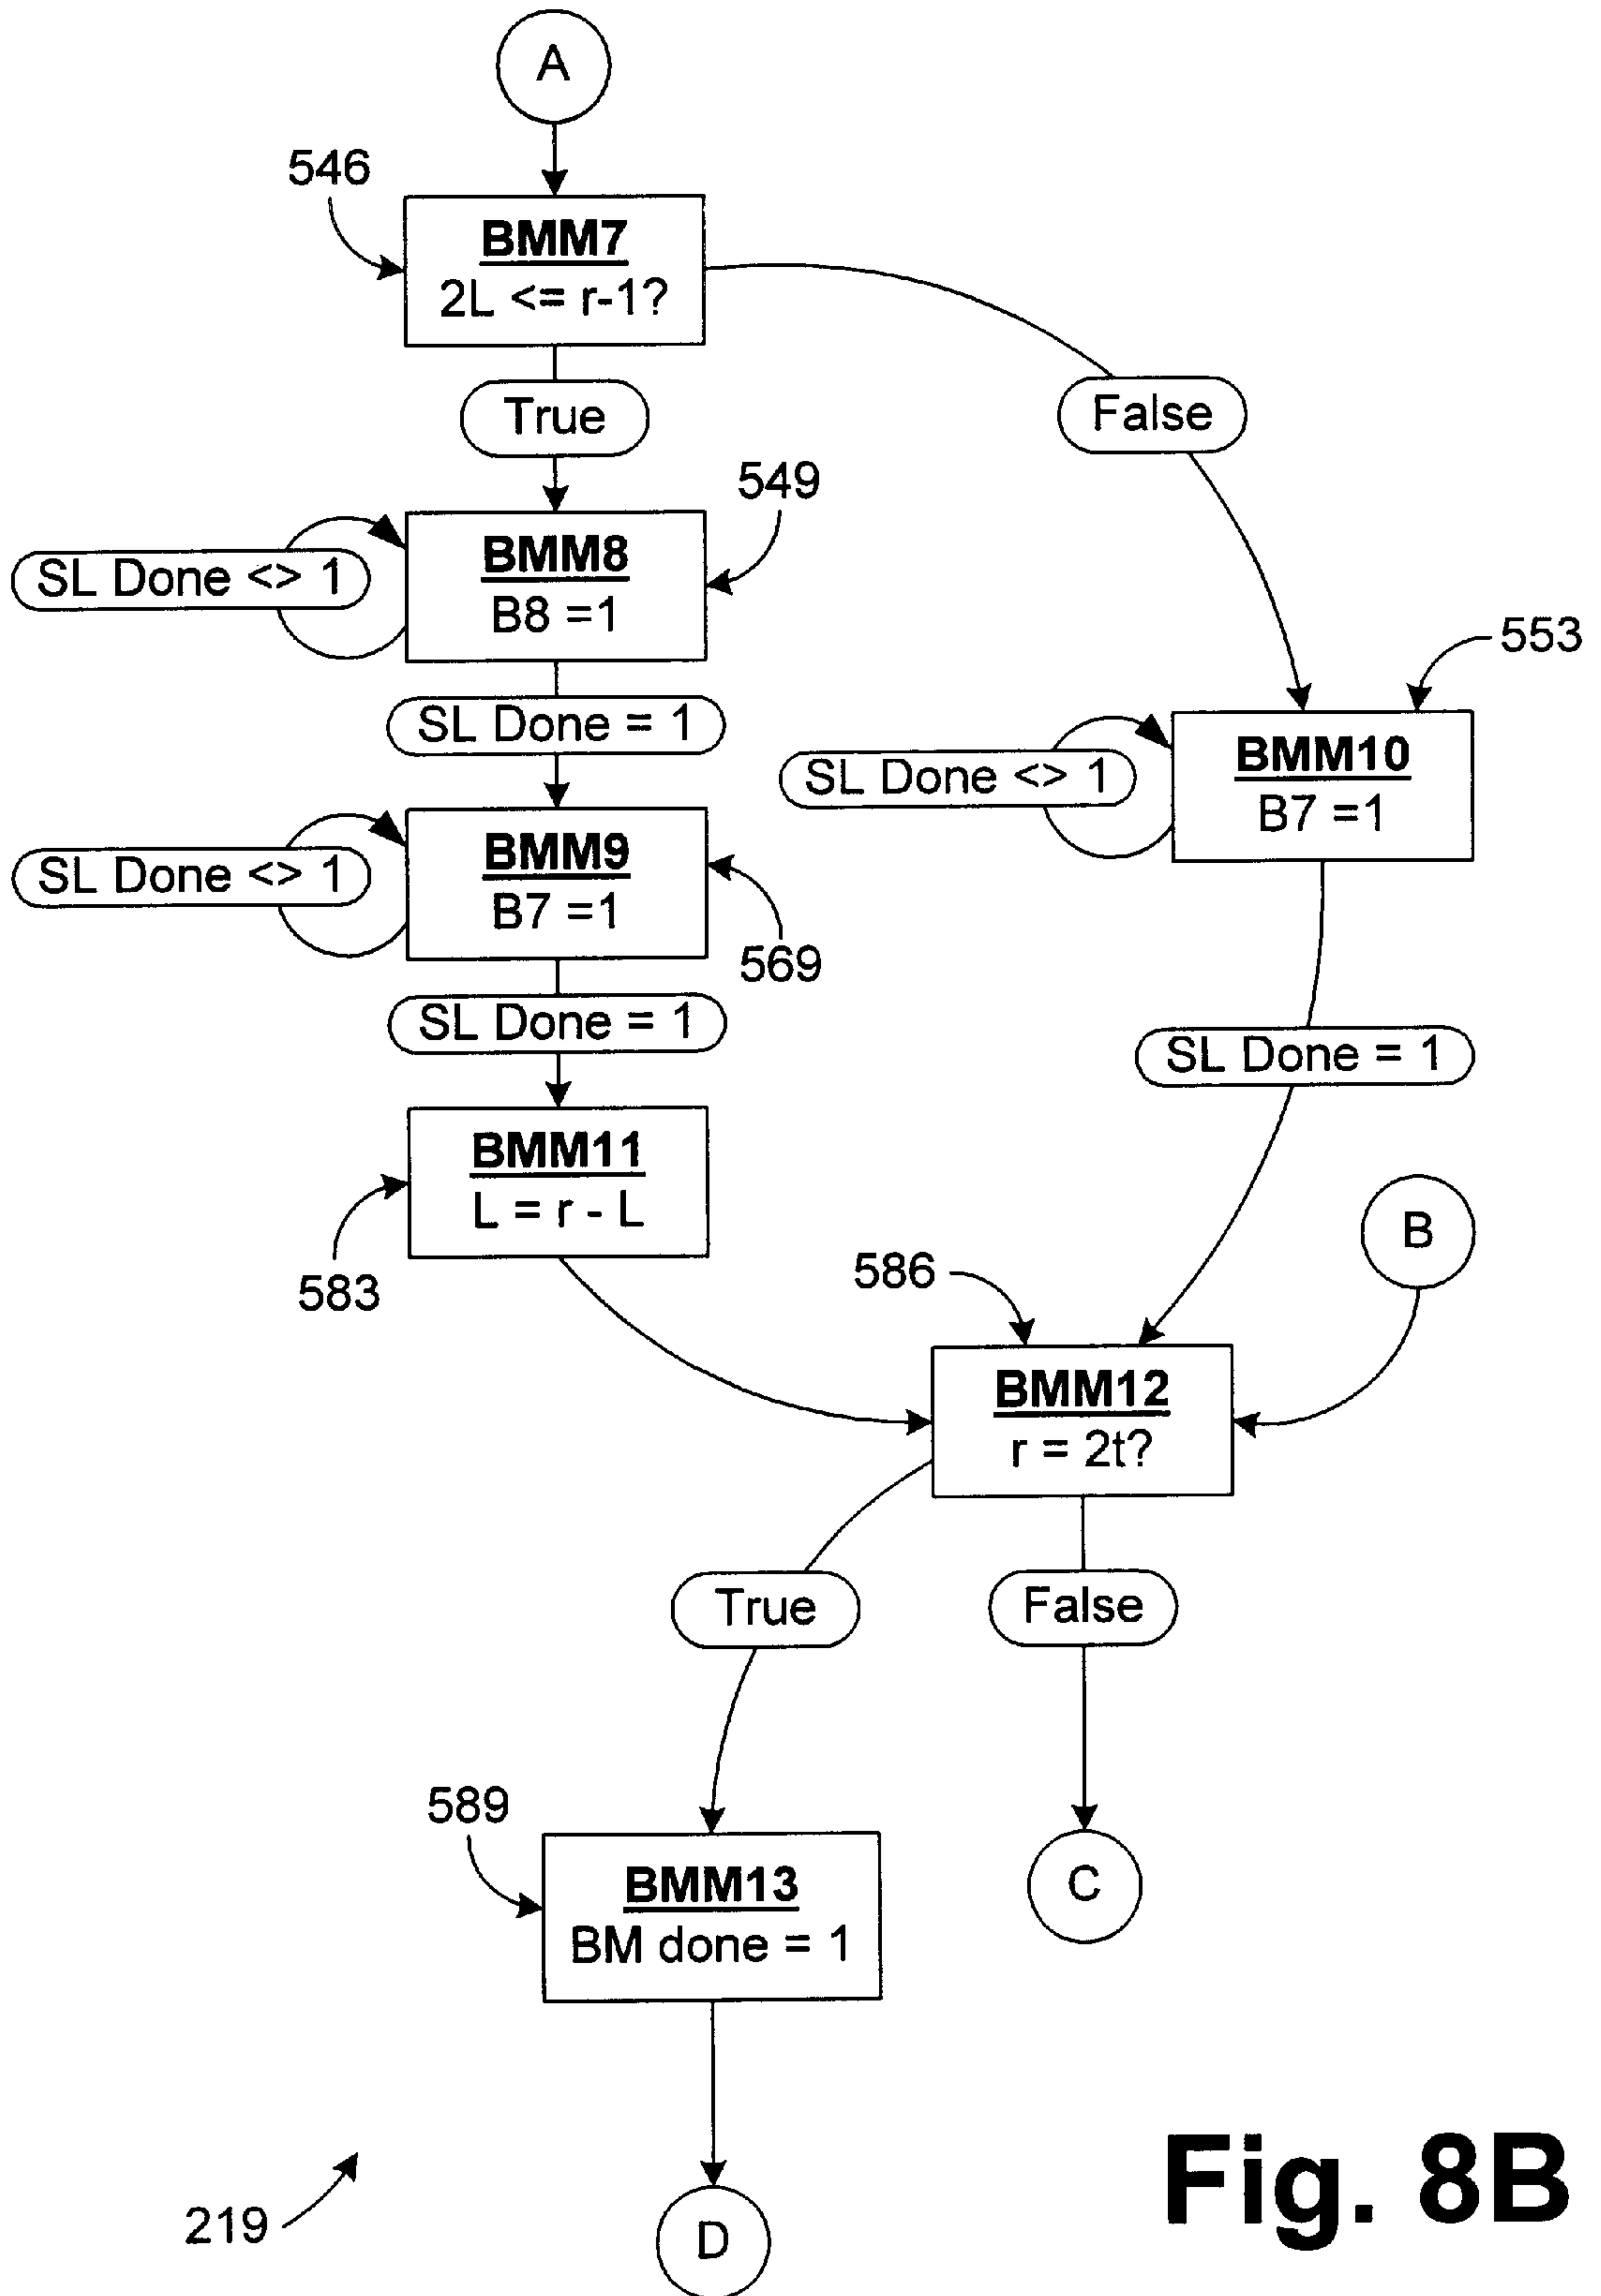 A
546
BMM7
2L <= r-1?
True
False
549
SL Done <> 1
BMM8
B8 =1
553
SL Done = 1
SL Done <> 1
BMM10
B7 =1
SL Done <> 1
BMM9
B7 =1
569
SL Done = 1
SL Done = 1
BMM11
L = r - L
583
B
586
BMM12
r = 2t?
True
False
589
BMM13
BM done = 1
C
219
D
Fig. 8B